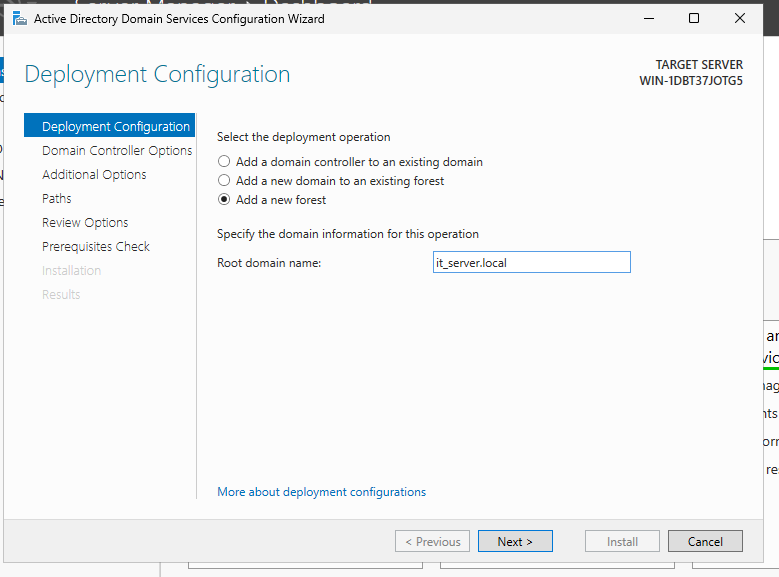 Active Directory Domain Services Configuration Wizard
Deployment Configuration
TARGET SERVER
WIN-1DBT37JOTG5
Deployment Configuration
Domain Controller Options
Additional Options
Paths
Review Options
Prerequisites Check
Installation
Results
Select the deployment operation
Add a domain controller to an existing domain
Add a new domain to an existing forest
Add a new forest
Specify the domain information for this operation
Root domain name:
it_server.local
More about deployment configurations
< Previous
Next >
Install
Cancel